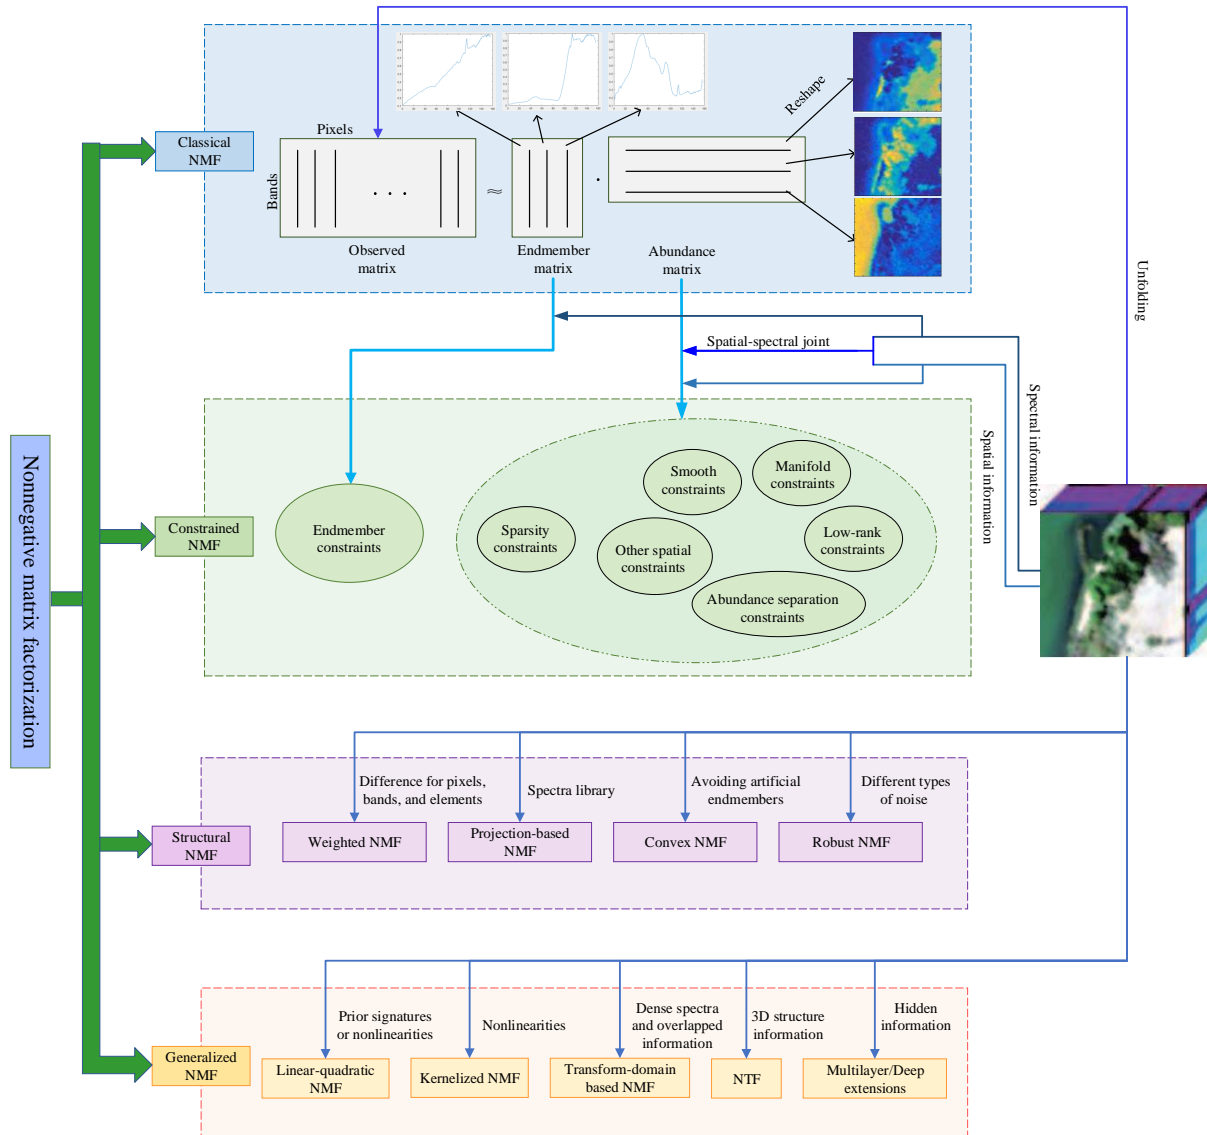 Nonnegative matrix factorization
Classical
NMF
Pixels
Bands
. . .
≈
.
Reshape
Observed
matrix
Endmember
matrix
Abundance
matrix
Unfolding
Spatial-spectral joint
Spatial information
Spectral information
Constrained
NMF
Endmember
constraints
Sparsity
constraints
Smooth
constraints
Manifold
constraints
Other spatial
constraints
Low-rank
constraints
Abundance separation
constraints
Structural
NMF
Difference for pixels,
bands, and elements
Weighted NMF
Spectra library
Projection-based
NMF
Avoiding artificial
endmembers
Convex NMF
Different types
of noise
Robust NMF
Generalized
NMF
Prior signatures
or nonlinearities
Linear-quadratic
NMF
Nonlinearities
Kernelized NMF
Dense spectra
and overlapped
information
Transform-domain
based NMF
3D structure
information
NTF
Hidden
information
Multilayer/Deep
extensions